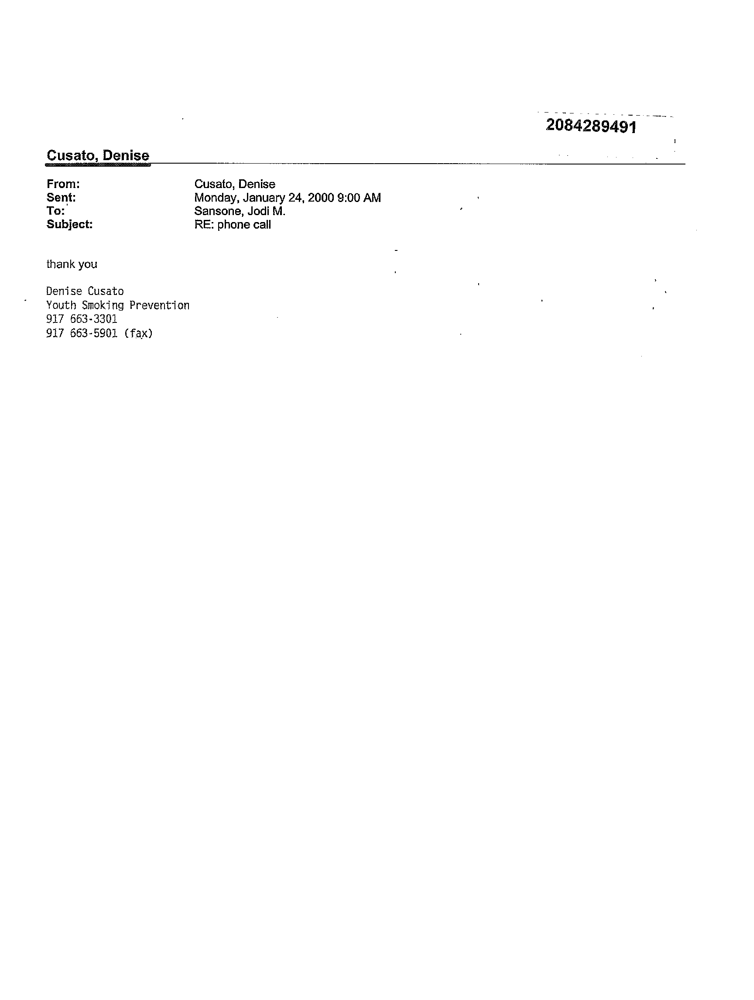 2084289491
Cusato, Denise
From: Cusato, Denise
Sent: Monday, January 24, 2000 9:00 AM
To: Sansone, Jodi M.
Subject: RE: phone call
thank you
Denise Cusato
Youth Smoking Prevention
917 663-3301
917 663-5901 (fax)